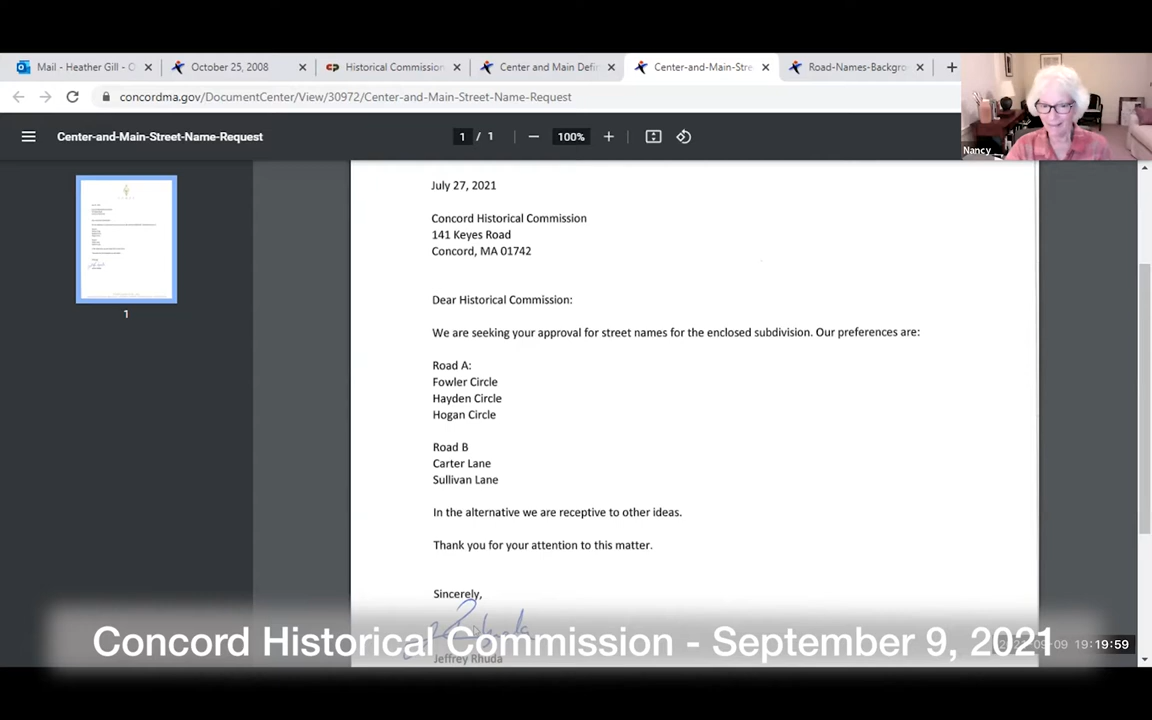 Mail - Heather Gill - O
October 25, 2008
Historical Commission
Center and Main Defi
Center-and-Main-Stre
Road-Names-Backgro
concordma.gov/DocumentCenter/View/30972/Center-and-Main-Street-Name-Request
Center-and-Main-Street-Name-Request
1 / 1
100%
Nancy
1
July 27, 2021
Concord Historical Commission
141 Keyes Road
Concord, MA 01742
Dear Historical Commission:
We are seeking your approval for street names for the enclosed subdivision. Our preferences are:
Road A:
Fowler Circle
Hayden Circle
Hogan Circle
Road B
Carter Lane
Sullivan Lane
In the alternative we are receptive to other ideas.
Thank you for your attention to this matter.
Sincerely,
Jeffrey Rhuda
Concord Historical Commission - September 9, 2021
2021-09-09 19:19:59